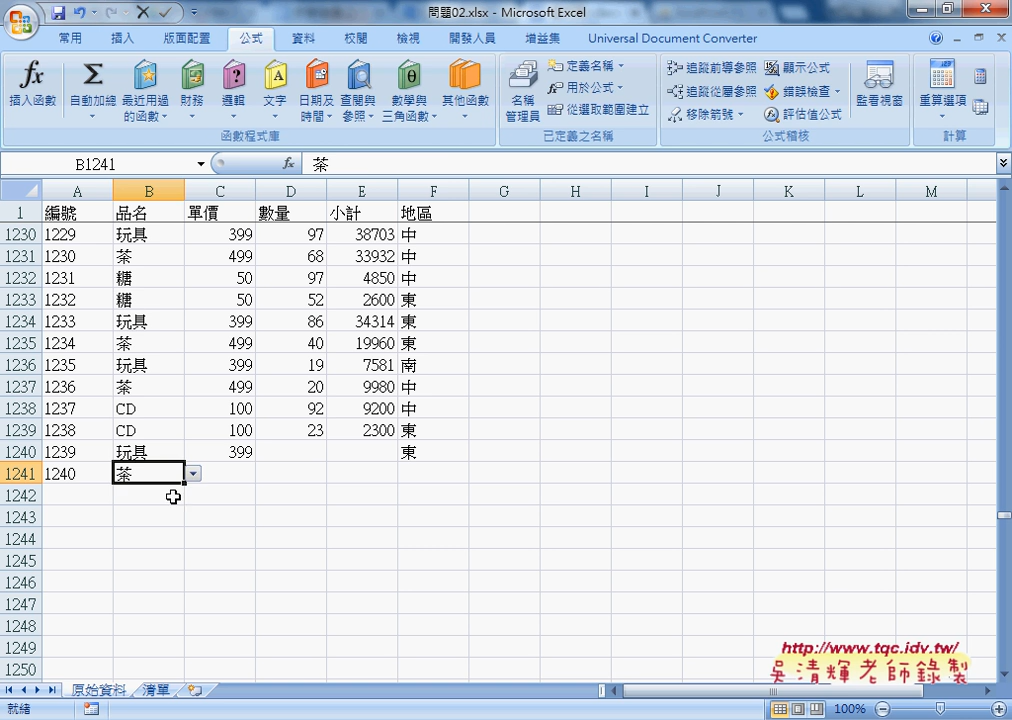 問題02.xlsx - Microsoft Excel
常用 插入 版面配置 公式 資料 校閱 檢視 開發人員 增益集 Universal Document Converter
插入函數 自動加總 最近用過的函數 財務 邏輯 文字 日期及時間 查閱與參照 數學與三角函數 其他函數 函數程式庫
名稱管理員 定義名稱 用於公式 從選取範圍建立 已定義之名稱
追蹤前導參照 追蹤從屬參照 移除箭號 顯示公式 錯誤檢查 評估值公式 監看視窗 公式稽核
重算選項 計算
B1241 fx 茶
A B C D E F G H I J K L M
1 編號 品名 單價 數量 小計 地區
1230 1229 玩具 399 97 38703 中
1231 1230 茶 499 68 33932 中
1232 1231 糖 50 97 4850 中
1233 1232 糖 50 52 2600 東
1234 1233 玩具 399 86 34314 東
1235 1234 茶 499 40 19960 東
1236 1235 玩具 399 19 7581 南
1237 1236 茶 499 20 9980 中
1238 1237 CD 100 92 9200 中
1239 1238 CD 100 23 2300 東
1240 1239 玩具 399 東
1241 1240 茶
1242
1243
1244
1245
1246
1247
1248
1249
1250
http://www.tqc.idv.tw/
吳清輝老師錄製
原始資料 清單
就緒 100%